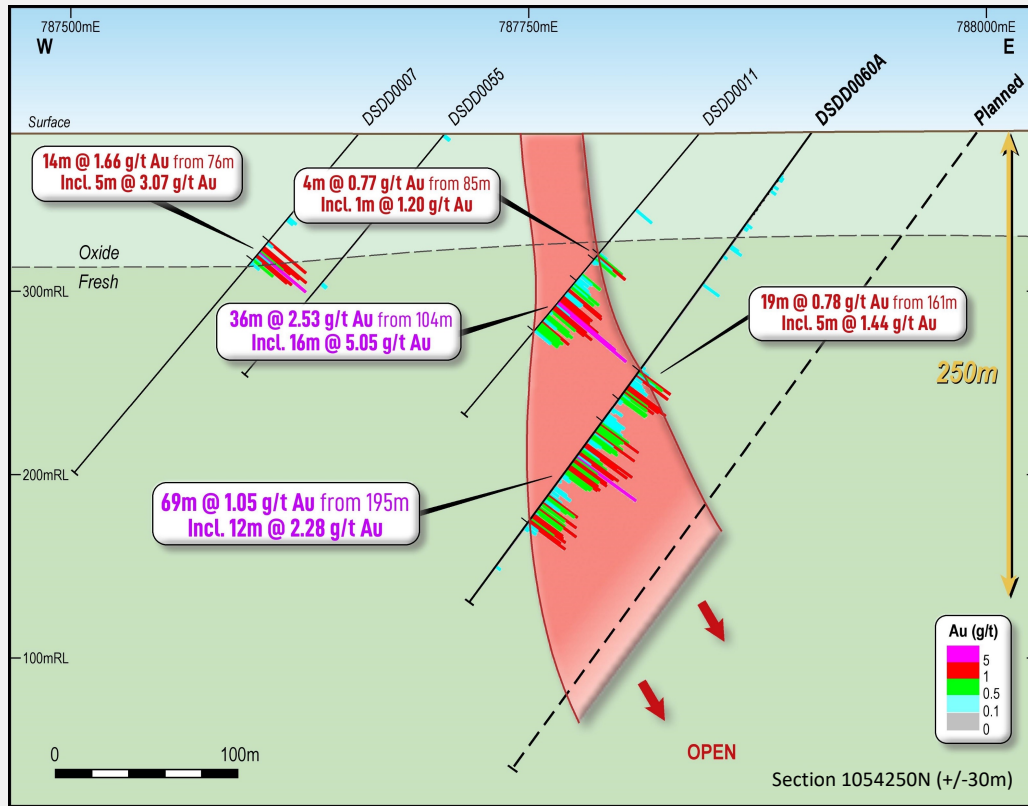 787500mE
787750mE
788000mE
W
E
DSDD0007
DSDD0055
DSDD0011
DSDD0060A
Planned
Surface
14m @ 1.66 g/t Au from 76m
Incl. 5m @ 3.07 g/t Au
4m @ 0.77 g/t Au from 85m
Incl. 1m @ 1.20 g/t Au
Oxide
Fresh
300mRL
36m @ 2.53 g/t Au from 104m
Incl. 16m @ 5.05 g/t Au
19m @ 0.78 g/t Au from 161m
Incl. 5m @ 1.44 g/t Au
250m
200mRL
69m @ 1.05 g/t Au from 195m
Incl. 12m @ 2.28 g/t Au
100mRL
Au (g/t)
5
1
0.5
0.1
0
0
100m
OPEN
Section 1054250N (+/-30m)